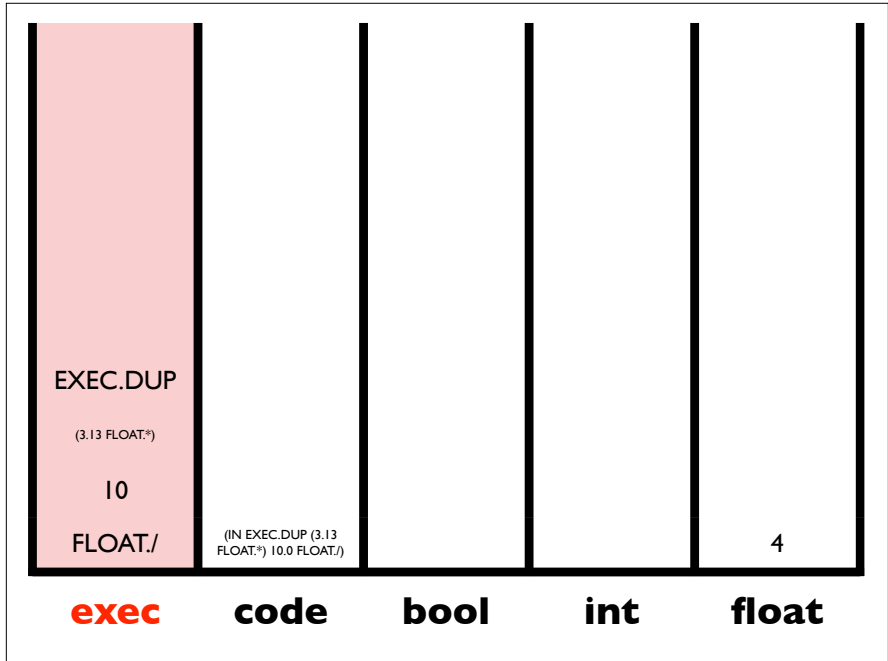 EXEC.DUP
(3.13 FLOAT.*)
10
FLOAT./
(IN EXEC.DUP (3.13
FLOAT.*) 10.0 FLOAT./)
4
exec
code
bool
int
float